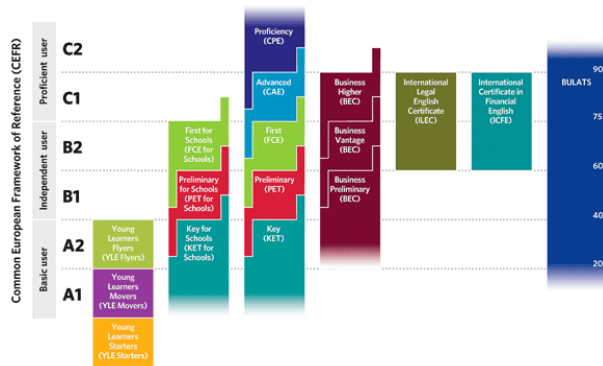 Common European Framework of Reference (CEFR)
Proficient user
Independent user
Basic user
C2
C1
B2
B1
A2
A1
Young
Learners
Flyers
(YLE Flyers)
Young
Learners
Movers
(YLE Movers)
Young
Learners
Starters
(YLE Starters)
First for
Schools
(FCE for
Schools)
Preliminary
for Schools
(PET for
Schools)
Key for
Schools
(KET for
Schools)
Proficiency
(CPE)
Advanced
(CAE)
First
(FCE)
Preliminary
(PET)
Key
(KET)
Business
Higher
(BEC)
Business
Vantage
(BEC)
Business
Preliminary
(BEC)
International
Legal
English
Certificate
(ILEC)
International
Certificate in
Financial
English
(ICFE)
BULATS
90
75
60
40
20